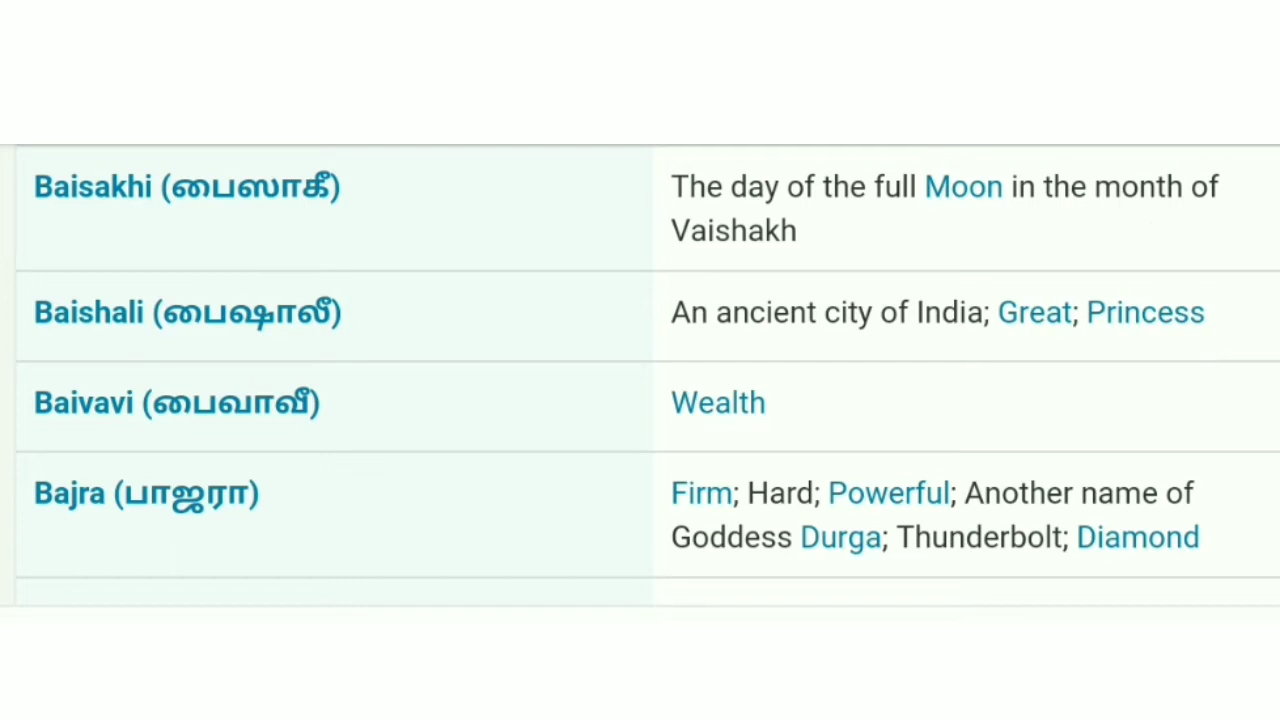 Baisakhi (பைஸாகீ)
The day of the full Moon in the month of
Vaishakh
Baishali (பைஷாலீ)
An ancient city of India; Great; Princess
Baivavi (பைவாவீ)
Wealth
Bajra (பாஜரா)
Firm; Hard; Powerful; Another name of
Goddess Durga; Thunderbolt; Diamond